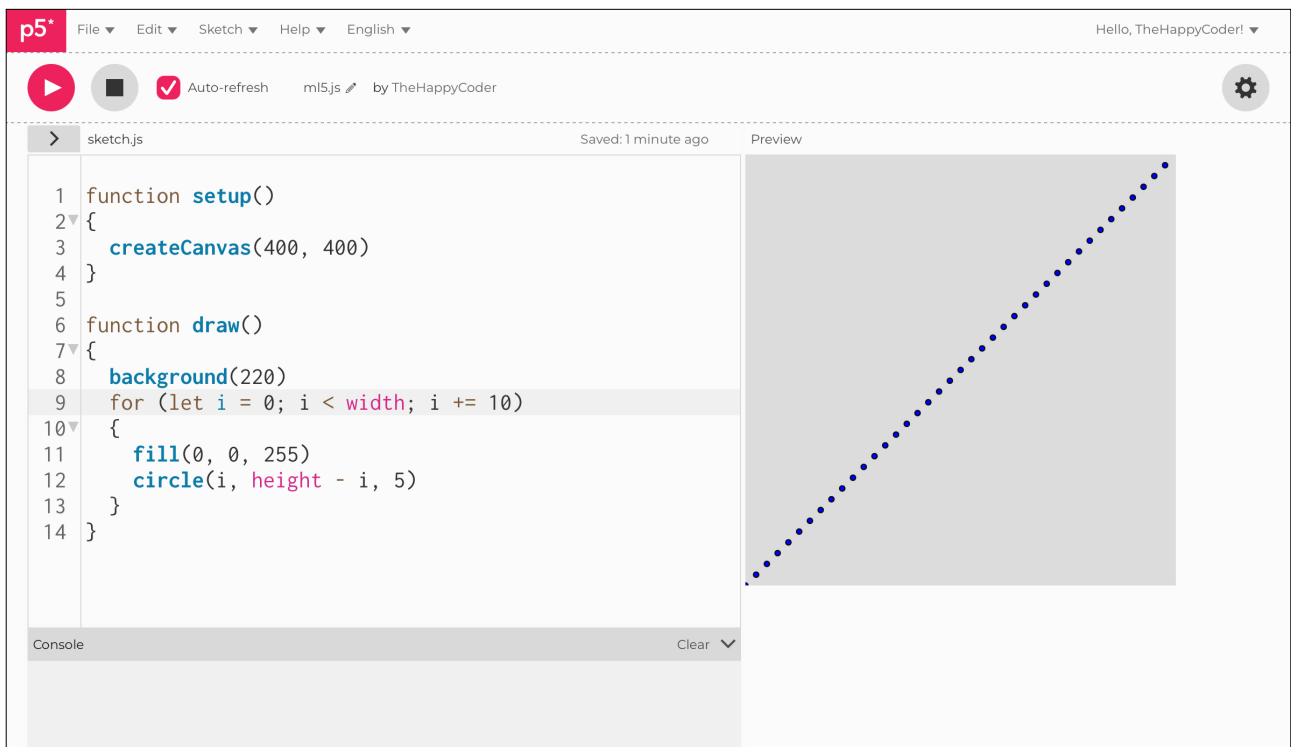 p5* File Edit Sketch Help English Hello, TheHappyCoder!
Auto-refresh ml5.js by TheHappyCoder
sketch.js Saved: 1 minute ago Preview
1 function setup()
2 {
3 createCanvas(400, 400)
4 }
5
6 function draw()
7 {
8 background(220)
9 for (let i = 0; i < width; i += 10)
10 {
11 fill(0, 0, 255)
12 circle(i, height - i, 5)
13 }
14 }
Console Clear